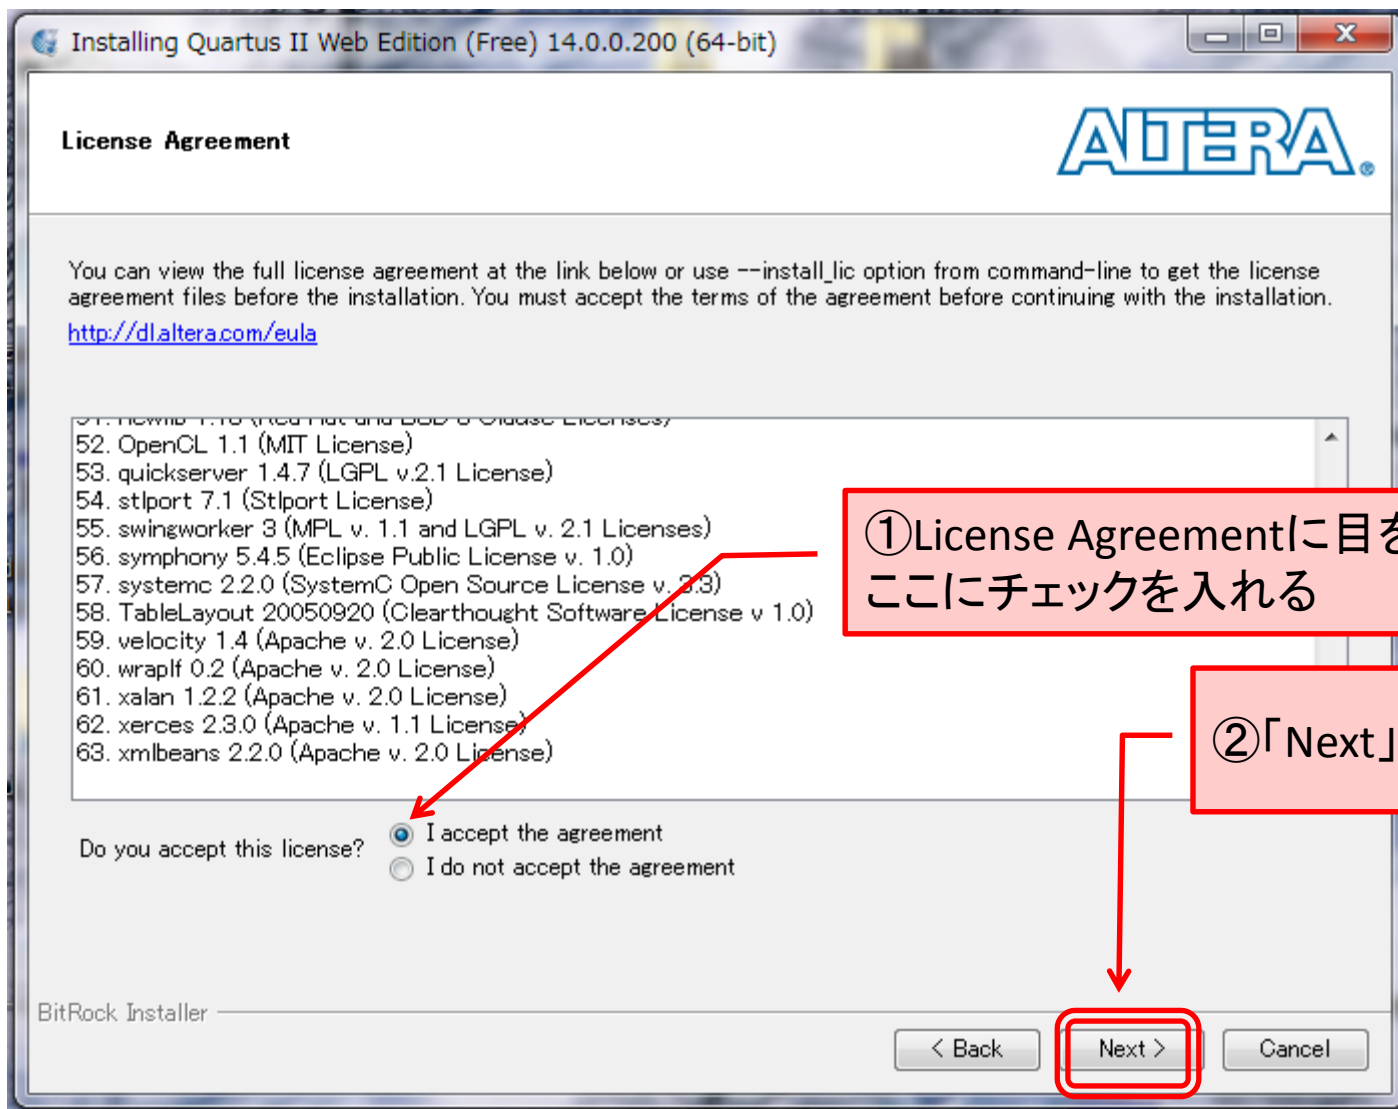 Installing Quartus II Web Edition (Free) 14.0.0.200 (64-bit)
License Agreement
ALTERA®
You can view the full license agreement at the link below or use --install_lic option from command-line to get the license
agreement files before the installation. You must accept the terms of the agreement before continuing with the installation.
http://dl.altera.com/eula
52. OpenCL 1.1 (MIT License)
53. quickserver 1.4.7 (LGPL v.2.1 License)
54. stlport 7.1 (Stlport License)
55. swingworker 3 (MPL v. 1.1 and LGPL v. 2.1 Licenses)
56. symphony 5.4.5 (Eclipse Public License v. 1.0)
57. systemc 2.2.0 (SystemC Open Source License v. 3.3)
58. TableLayout 20050920 (Clearthought Software License v 1.0)
59. velocity 1.4 (Apache v. 2.0 License)
60. wraplf 0.2 (Apache v. 2.0 License)
61. xalan 1.2.2 (Apache v. 2.0 License)
62. xerces 2.3.0 (Apache v. 1.1 License)
63. xmlbeans 2.2.0 (Apache v. 2.0 License)
①License Agreementに目を
ここにチェックを入れる
②「Next」
Do you accept this license?
I accept the agreement
I do not accept the agreement
BitRock Installer
< Back
Next >
Cancel